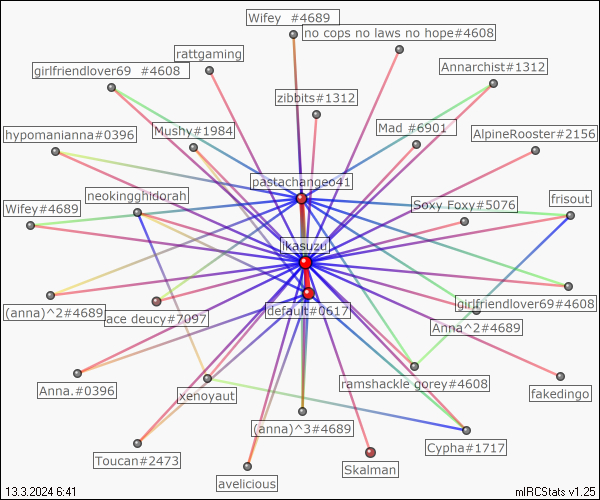 Wifey  #4689
no cops no laws no hope#4608
rattgaming
girlfriendlover69  #4608
Annarchist#1312
zibbits#1312
hypomanianna#0396
Mushy#1984
Mad #6901
AlpineRooster#2156
pastachangeo41
neokingghidorah
Soxy Foxy#5076
frisout
Wifey#4689
ikasuzu
(anna)^2#4689
ace deucy#7097
default#0617
girlfriendlover69#4608
Anna^2#4689
Anna.#0396
xenoyaut
ramshackle gorey#4608
fakedingo
(anna)^3#4689
Cypha#1717
Toucan#2473
Skalman
avelicious
13.3.2024 6:41
mIRCStats v1.25